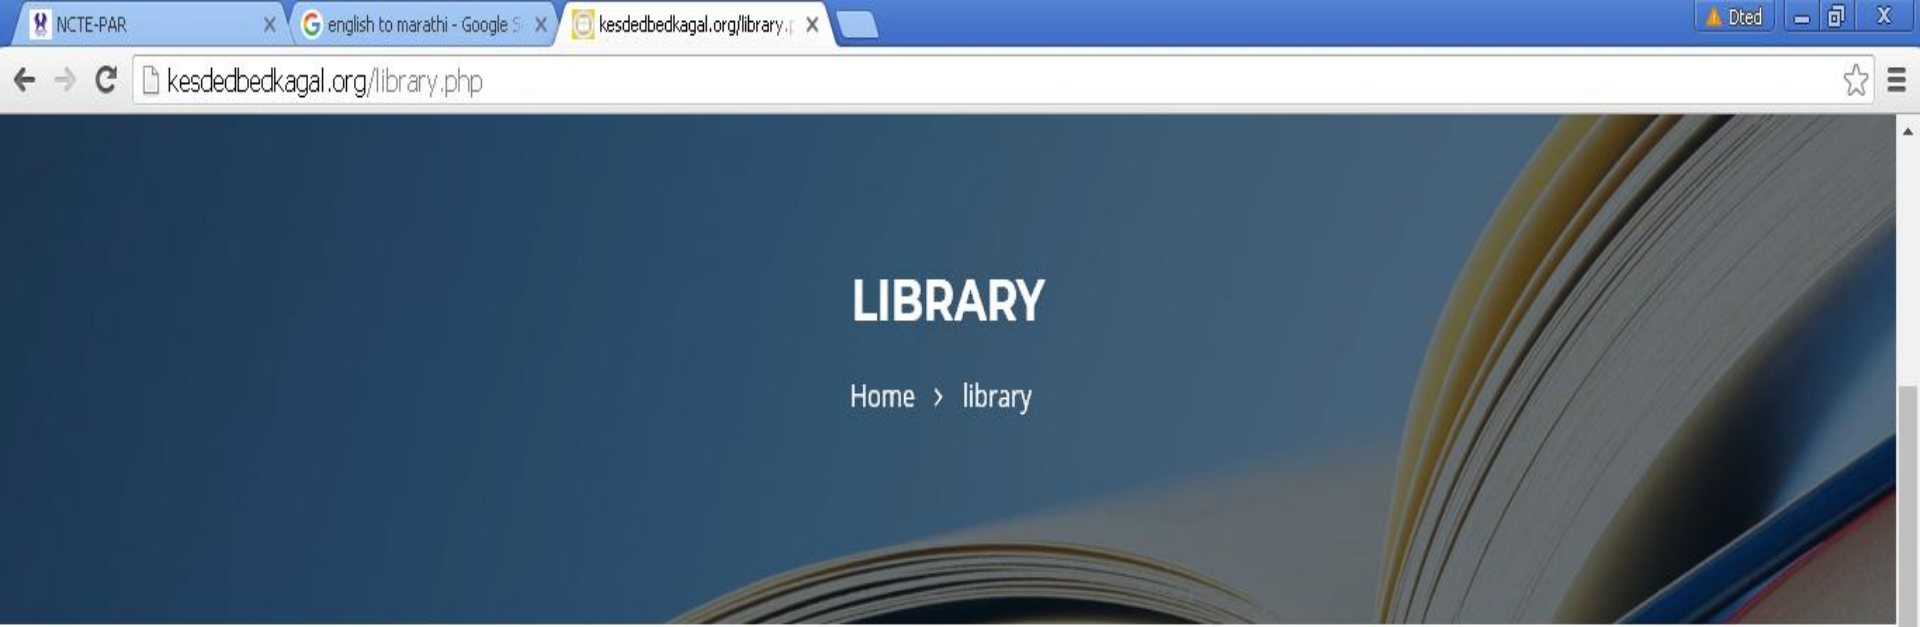 NCTE-PAR
english to marathi - Google S
kesdedbedkagal.org/library.p
Dted
kesdedbedkagal.org/library.php
LIBRARY
Home > library